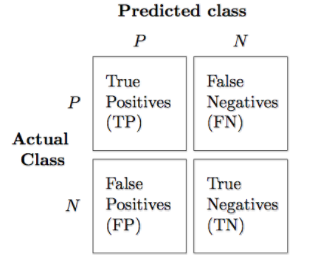 Predicted class
P N
True Positives (TP)
False Negatives (FN)
P
Actual Class
False Positives (FP)
True Negatives (TN)
N